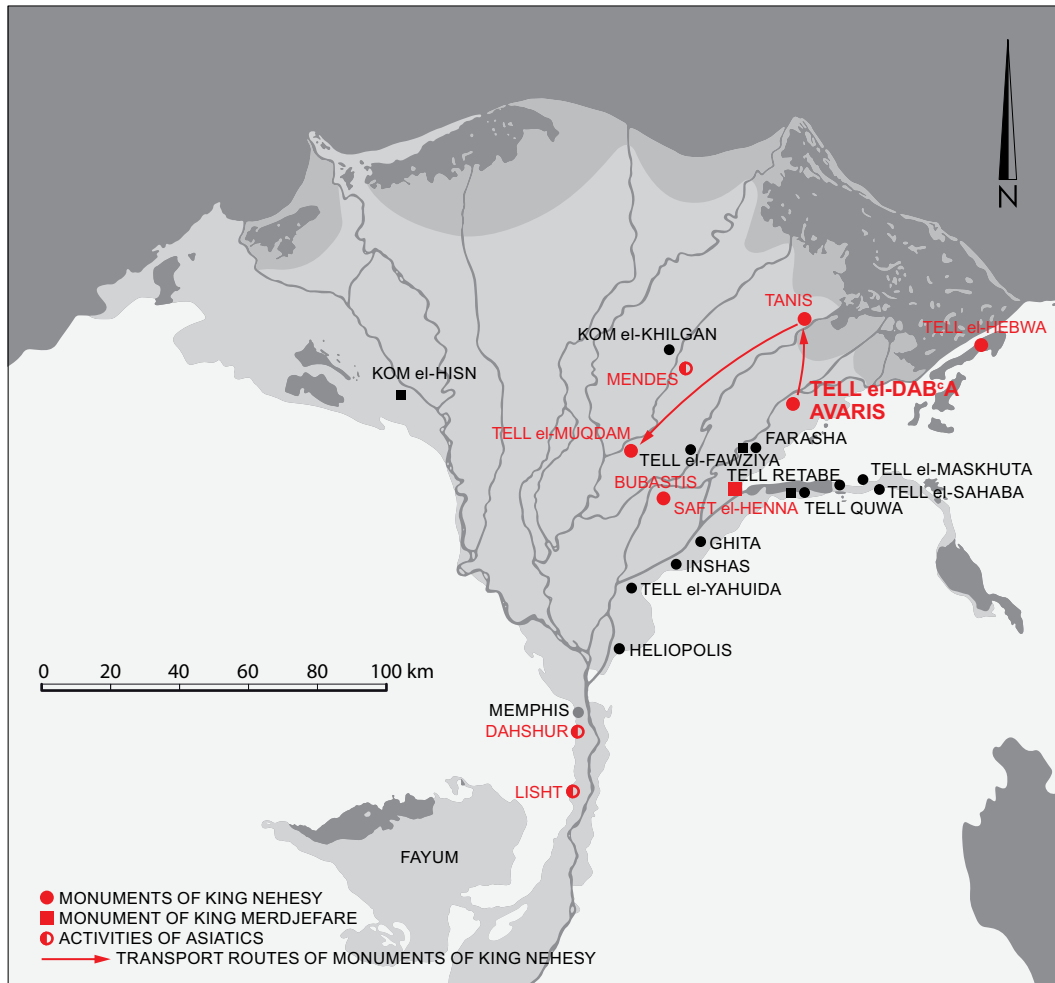 N
TANIS
TELL el-HEBWA
KOM el-KHILGAN
MENDES
KOM el-HISN
TELL el-DABᶜA
AVARIS
TELL el-MUQDAM
FARASHA
TELL el-FAWZIYA
TELL RETABE
TELL el-MASKHUTA
BUBASTIS
TELL el-SAHABA
SAFT el-HENNA
TELL QUWA
GHITA
INSHAS
TELL el-YAHUIDA
HELIOPOLIS
0 20 40 60 80 100 km
MEMPHIS
DAHSHUR
LISHT
FAYUM
MONUMENTS OF KING NEHESY
MONUMENT OF KING MERDJEFARE
ACTIVITIES OF ASIATICS
TRANSPORT ROUTES OF MONUMENTS OF KING NEHESY